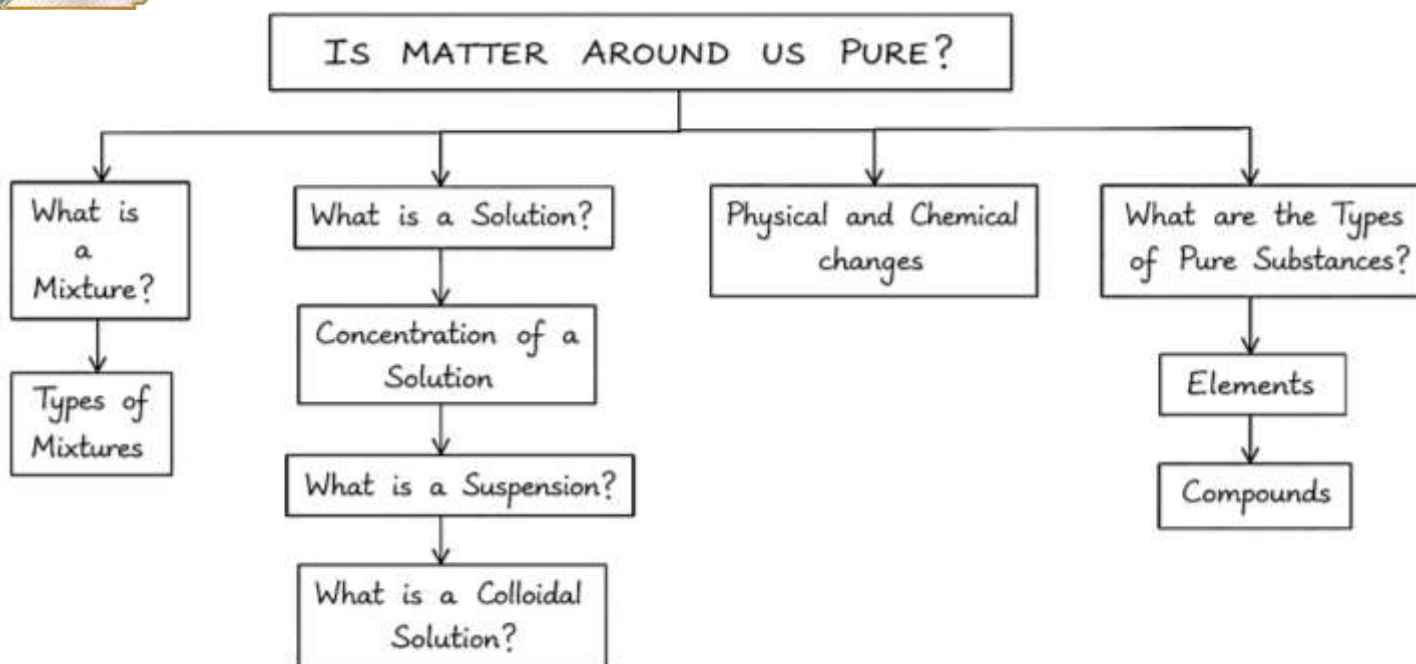 IS MATTER AROUND US PURE?
What is
a
Mixture?
Types of
Mixtures
What is a Solution?
Concentration of a
Solution
What is a Suspension?
What is a Colloidal
Solution?
Physical and Chemical
changes
What are the Types
of Pure Substances?
Elements
Compounds